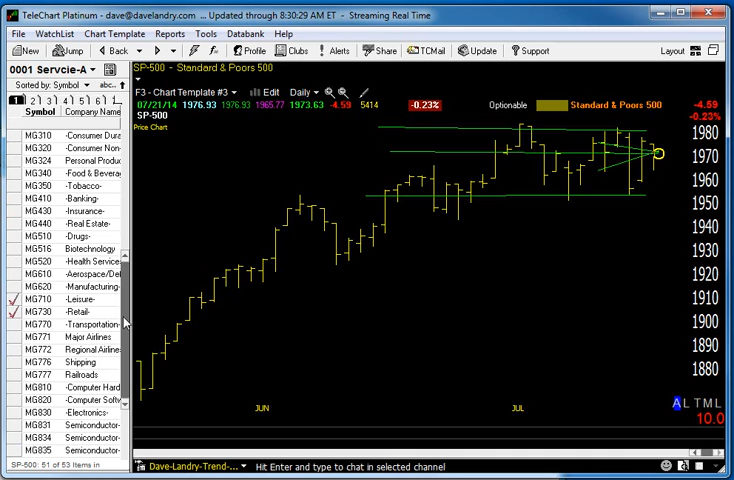 TeleChart Platinum - dave@davelandry.com ... Updated through 8:30:29 AM ET - Streaming Real Time
File WatchList Chart Template Reports Tools Databank Help
New Jump Back Profile Clubs Alerts Share TCMail Update Support Layout
0001 Servcie-A
Sorted by: Symbol abc..
1 2 3 4 5 6
Symbol Company Name
MG310 -Consumer Dura
MG320 -Consumer Non-
MG324 Personal Produc
MG340 -Food & Bevera
MG350 -Tobacco-
MG410 -Banking-
MG430 -Insurance-
MG440 -Real Estate-
MG510 -Drugs-
MG516 Biotechnology
MG520 -Health Service
MG610 -Aerospace/Def
MG620 -Manufacturing-
MG710 -Leisure-
MG730 -Retail-
MG770 -Transportation-
MG771 Major Airlines
MG772 Regional Airlines
MG776 Shipping
MG777 Railroads
MG810 -Computer Hard
MG820 -Computer Softw
MG830 -Electronics-
MG831 Semiconductor-
MG834 Semiconductor-
MG835 Semiconductor-
SP-500: 51 of 53 Items in
SP-500 - Standard & Poors 500
F3 - Chart Template #3 Edit Daily
07/21/14 1976.93 1976.93 1965.77 1973.63 -4.59 5414 -0.23% Optionable Standard & Poors 500 -4.59
-0.23%
SP-500
Price Chart
1980
1970
1960
1950
1940
1930
1920
1910
1900
1890
1880
JUN JUL
A L T M L
10.0
Dave-Landry-Trend-... Hit Enter and type to chat in selected channel